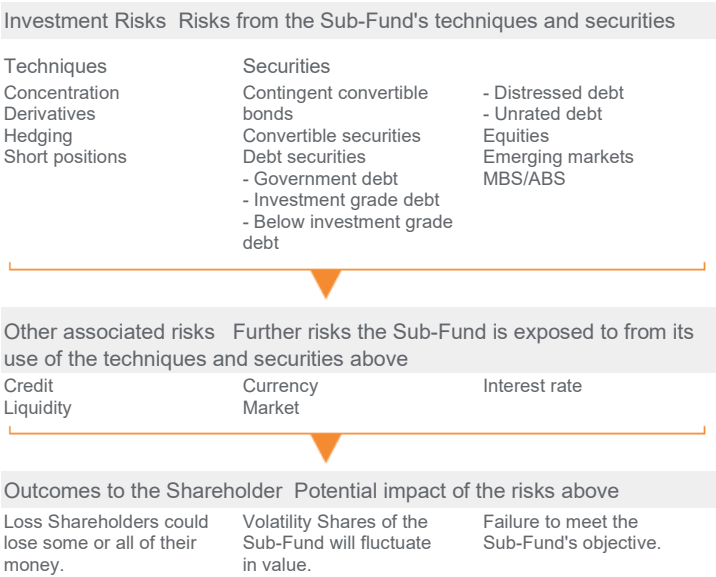 Investment Risks  Risks from the Sub-Fund's techniques and securities
Techniques
Concentration
Derivatives
Hedging
Short positions
Securities
Contingent convertible
bonds
Convertible securities
Debt securities
- Government debt
- Investment grade debt
- Below investment grade
debt
- Distressed debt
- Unrated debt
Equities
Emerging markets
MBS/ABS
Other associated risks  Further risks the Sub-Fund is exposed to from its
use of the techniques and securities above
Credit
Liquidity
Currency
Market
Interest rate
Outcomes to the Shareholder  Potential impact of the risks above
Loss Shareholders could
lose some or all of their
money.
Volatility Shares of the
Sub-Fund will fluctuate
in value.
Failure to meet the
Sub-Fund's objective.